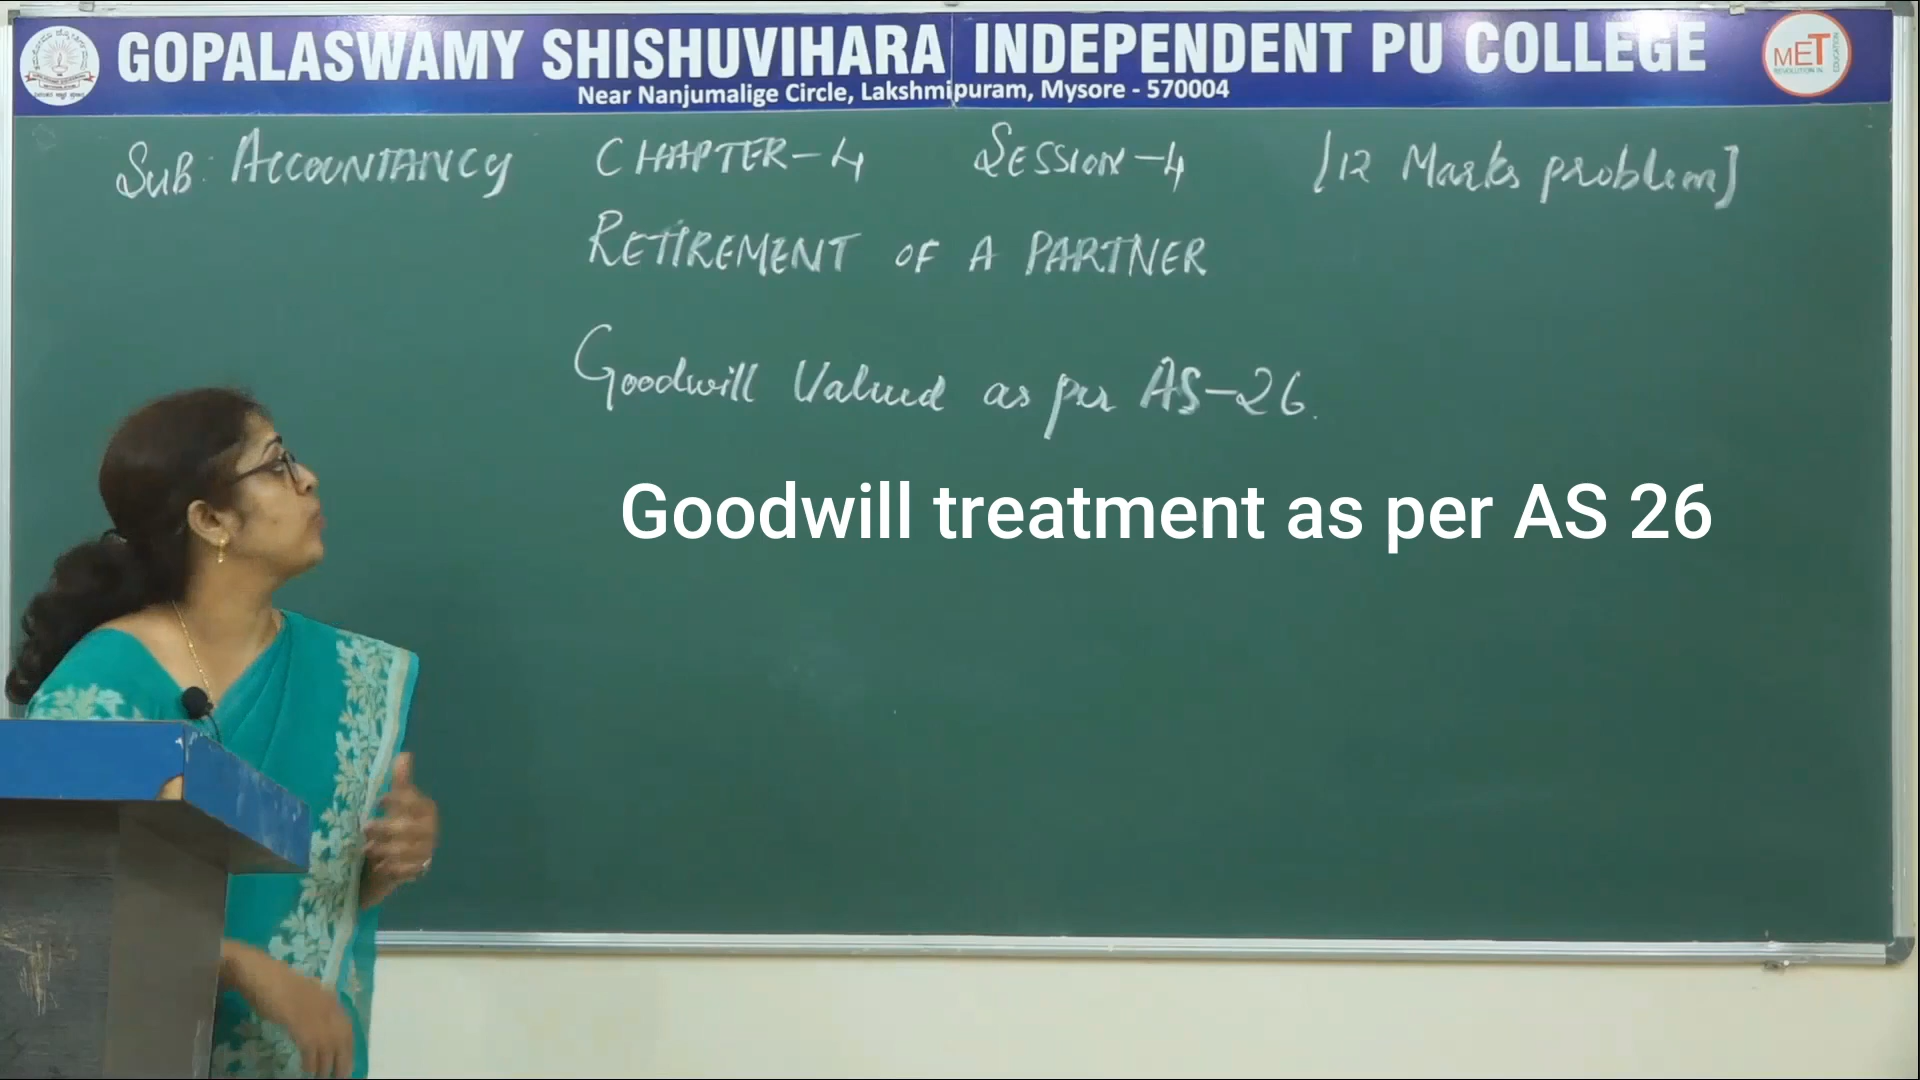 GOPALASWAMY SHISHUVIHARA INDEPENDENT PU COLLEGE
MET
Near Nanjumalige Circle, Lakshmipuram, Mysore - 570004
SUB: ACCOUNTANCY CHAPTER-4 SESSION-4 [12 Marks problem]
RETIREMENT OF A PARTNER
Goodwill Valued as per AS-26.
Goodwill treatment as per AS 26